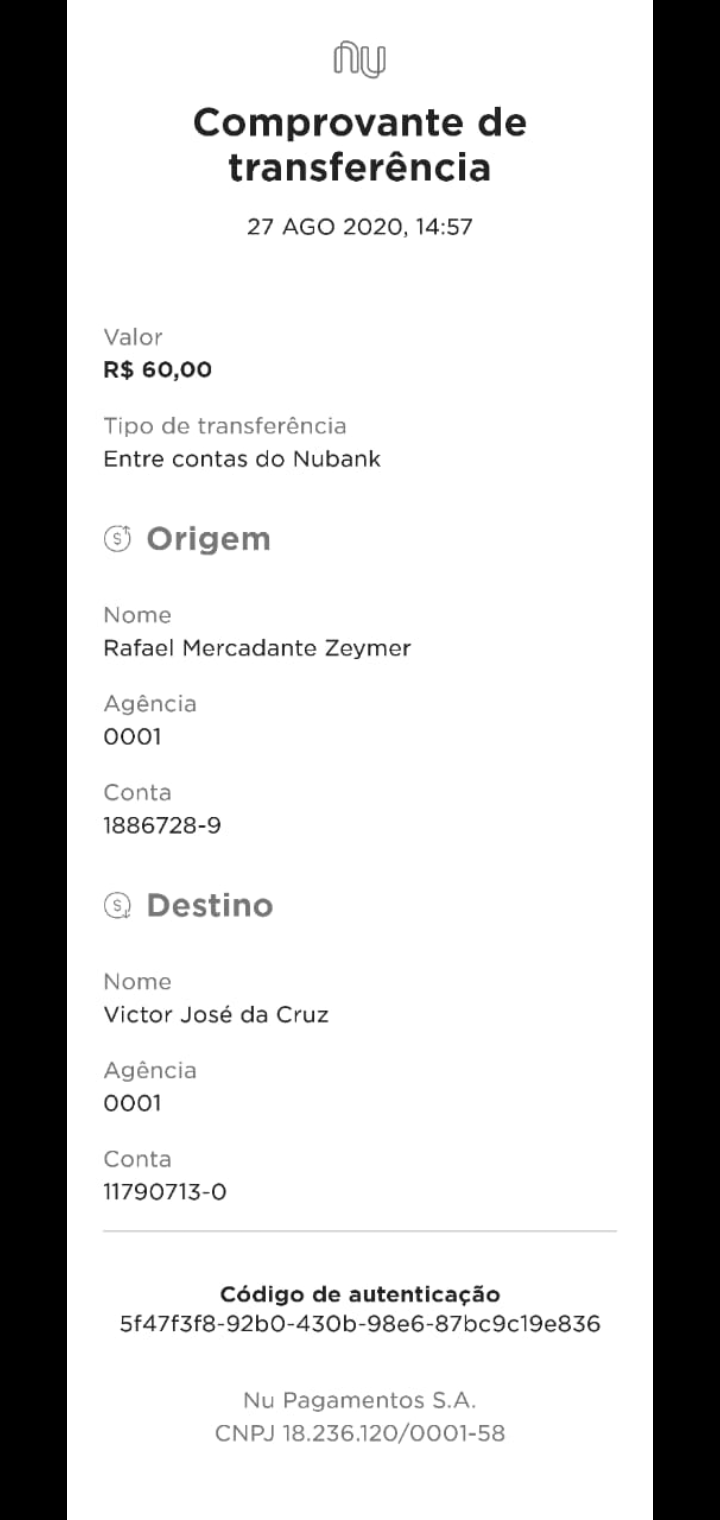 nu
Comprovante de
transferência
27 AGO 2020, 14:57
Valor
R$ 60,00
Tipo de transferência
Entre contas do Nubank
Origem
Nome
Rafael Mercadante Zeymer
Agência
0001
Conta
1886728-9
Destino
Nome
Victor José da Cruz
Agência
0001
Conta
11790713-0
Código de autenticação
5f47f3f8-92b0-430b-98e6-87bc9c19e836
Nu Pagamentos S.A.
CNPJ 18.236.120/0001-58